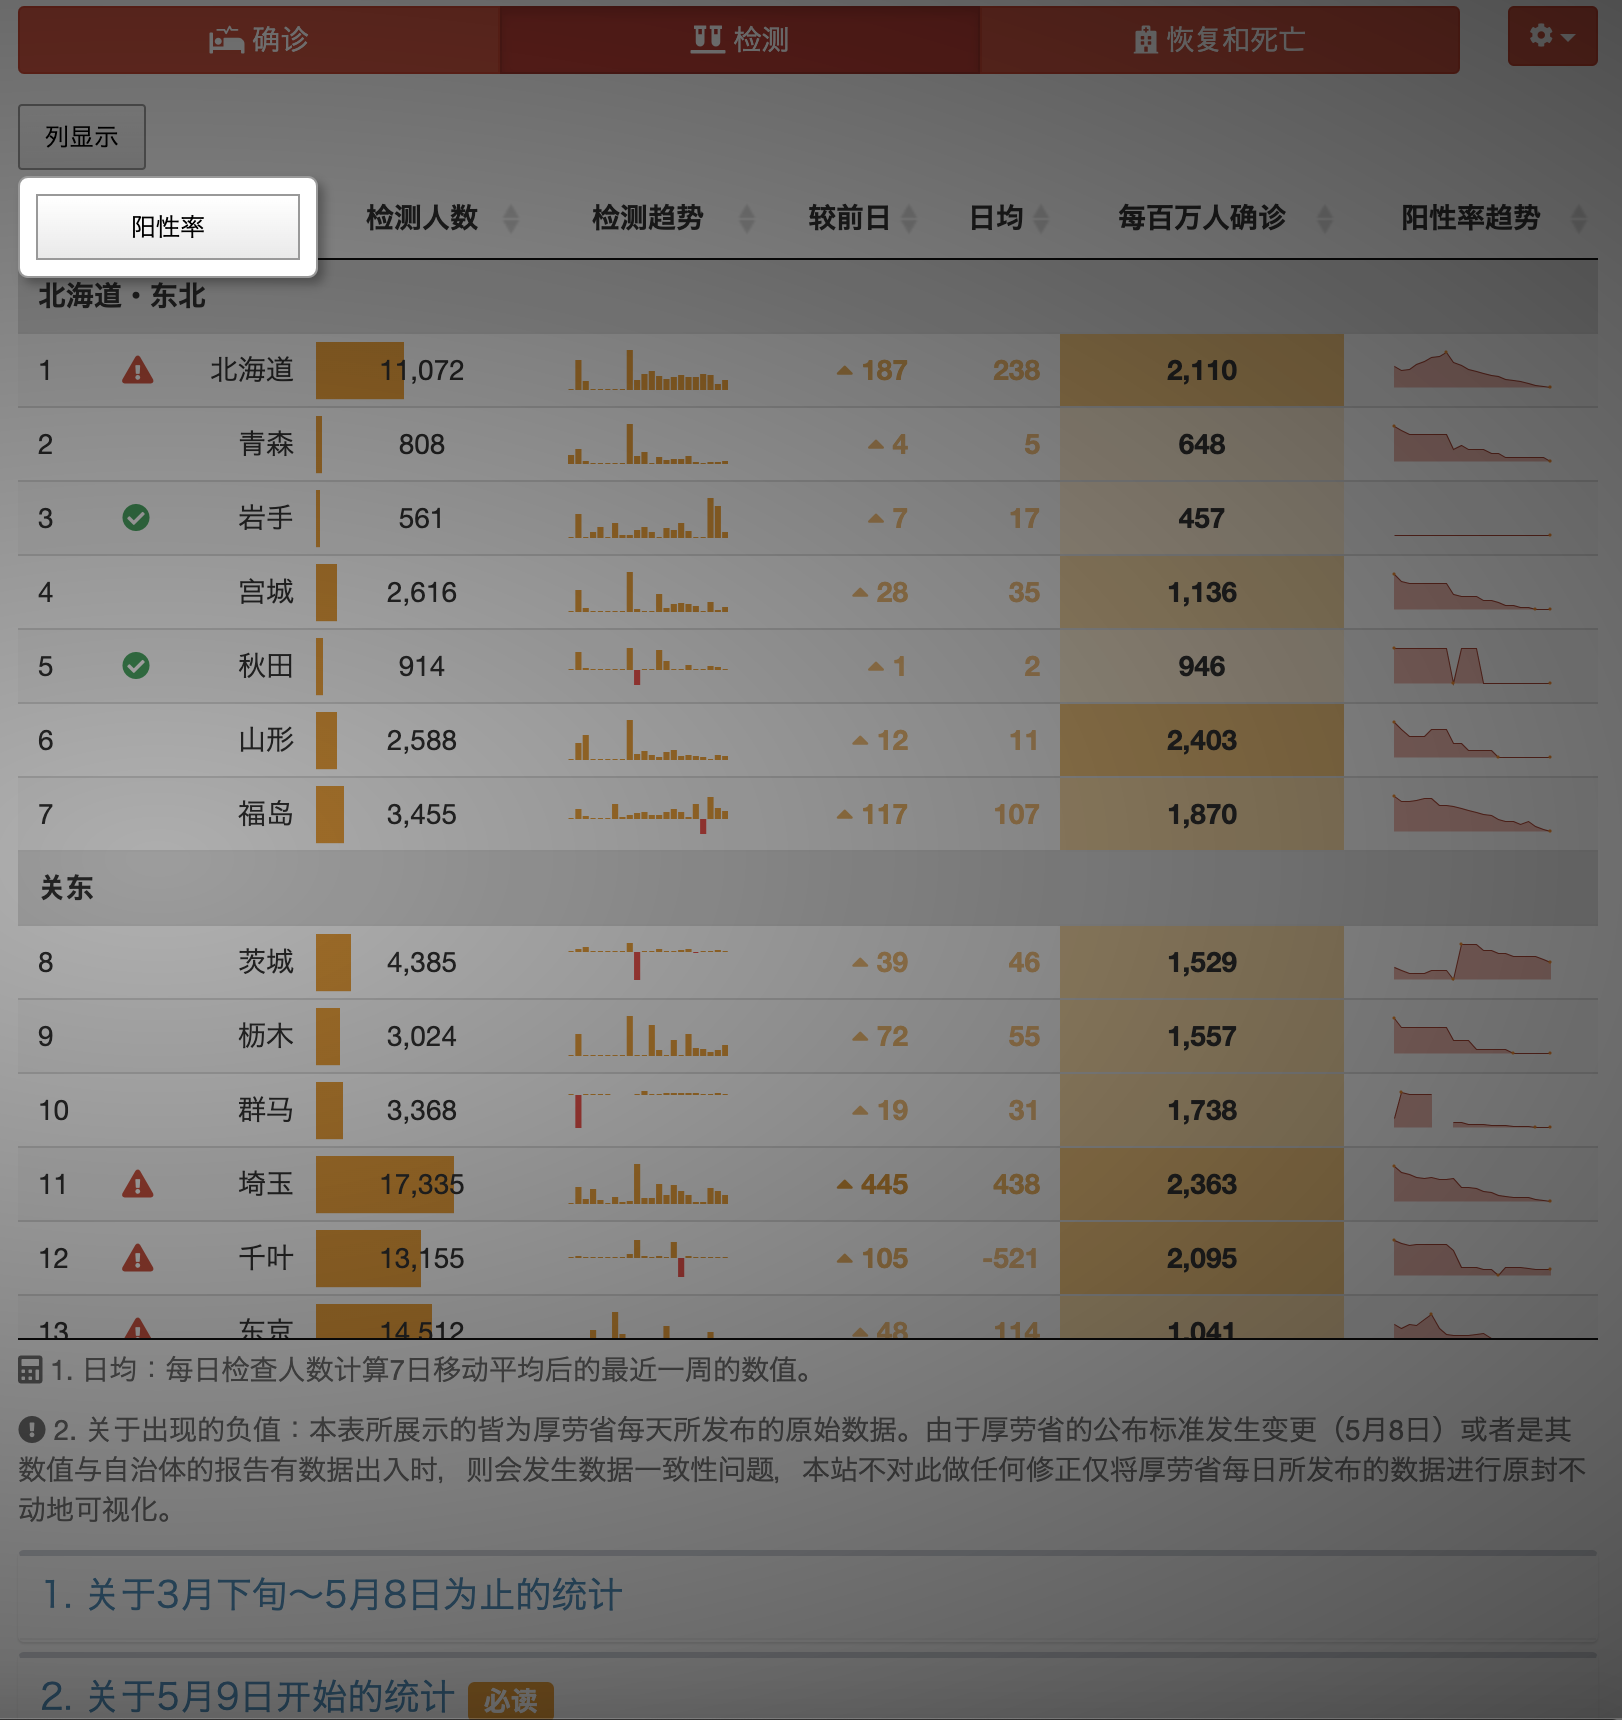 确诊
检测
恢复和死亡
列显示
阳性率
检测人数 检测趋势 较前日 日均 每百万人确诊 阳性率趋势
北海道・东北
1 北海道 11,072 187 238 2,110
2 青森 808 4 5 648
3 岩手 561 7 17 457
4 宫城 2,616 28 35 1,136
5 秋田 914 1 2 946
6 山形 2,588 12 11 2,403
7 福岛 3,455 117 107 1,870
关东
8 茨城 4,385 39 46 1,529
9 枥木 3,024 72 55 1,557
10 群马 3,368 19 31 1,738
11 埼玉 17,335 445 438 2,363
12 千叶 13,155 105 -521 2,095
13 东京 14,512 48 114 1,041
1. 日均：每日检查人数计算7日移动平均后的最近一周的数值。
2. 关于出现的负值：本表所展示的皆为厚劳省每天所发布的原始数据。由于厚劳省的公布标准发生变更（5月8日）或者是其
数值与自治体的报告有数据出入时，则会发生数据一致性问题，本站不对此做任何修正仅将厚劳省每日所发布的数据进行原封不
动地可视化。
1. 关于3月下旬～5月8日为止的统计
2. 关于5月9日开始的统计 必读